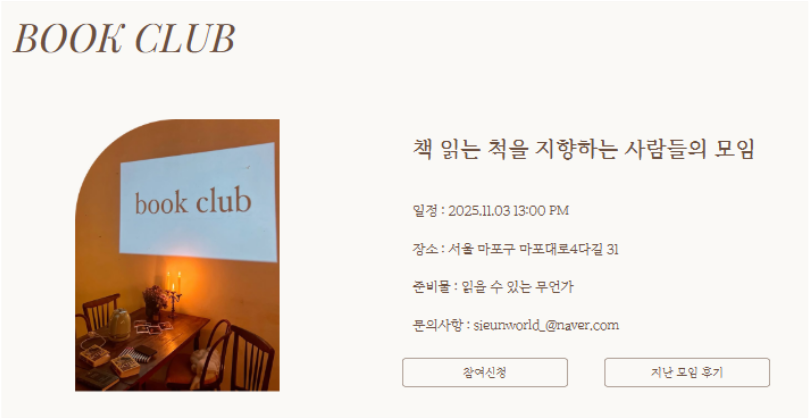 BOOK CLUB
book club
책 읽는 척을 지향하는 사람들의 모임
일정 : 2025.11.03 13:00 PM
장소 : 서울 마포구 마포대로4다길 31
준비물 : 읽을 수 있는 무언가
문의사항 : sieunworld_@naver.com
참여신청
지난 모임 후기